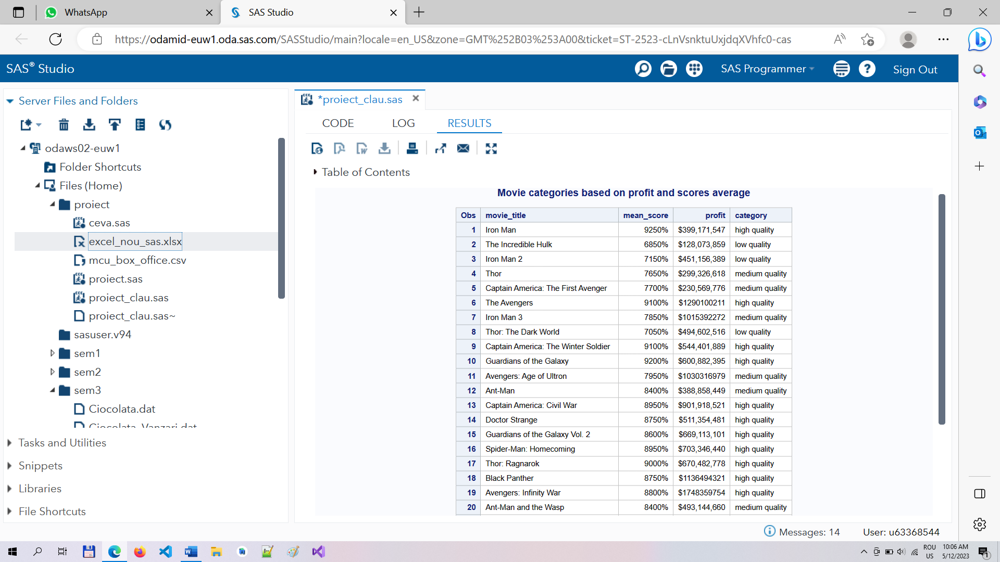 WhatsApp
SAS Studio
https://odamid-euw1.oda.sas.com/SASStudio/main?locale=en_US&zone=GMT%252B03%253A00&ticket=ST-2523-cLnVsnktuUxjdqXVhfc0-cas
SAS® Studio
SAS Programmer
Sign Out
Server Files and Folders
odaws02-euw1
Folder Shortcuts
Files (Home)
proiect
ceva.sas
excel_nou_sas.xlsx
mcu_box_office.csv
proiect.sas
proiect_clau.sas
proiect_clau.sas~
sasuser.v94
sem1
sem2
sem3
Ciocolata.dat
Ciocolata_Vanzari.dat
Tasks and Utilities
Snippets
Libraries
File Shortcuts
*proiect_clau.sas
CODE LOG RESULTS
Table of Contents
Movie categories based on profit and scores average
Obs movie_title mean_score profit category
1 Iron Man 9250% $399,171,547 high quality
2 The Incredible Hulk 6850% $128,073,859 low quality
3 Iron Man 2 7150% $451,156,389 low quality
4 Thor 7650% $299,326,618 medium quality
5 Captain America: The First Avenger 7700% $230,569,776 medium quality
6 The Avengers 9100% $1290100211 high quality
7 Iron Man 3 7850% $1015392272 medium quality
8 Thor: The Dark World 7050% $494,602,516 low quality
9 Captain America: The Winter Soldier 9100% $544,401,889 high quality
10 Guardians of the Galaxy 9200% $600,882,395 high quality
11 Avengers: Age of Ultron 7950% $1030316979 medium quality
12 Ant-Man 8400% $388,858,449 medium quality
13 Captain America: Civil War 8950% $901,918,521 high quality
14 Doctor Strange 8750% $511,354,481 high quality
15 Guardians of the Galaxy Vol. 2 8600% $669,113,101 high quality
16 Spider-Man: Homecoming 8950% $703,346,440 high quality
17 Thor: Ragnarok 9000% $670,482,778 high quality
18 Black Panther 8750% $1136494321 high quality
19 Avengers: Infinity War 8800% $1748359754 high quality
20 Ant-Man and the Wasp 8400% $493,144,660 medium quality
Messages: 14
User: u63368544
ROU
US
10:06 AM
5/12/2023
1